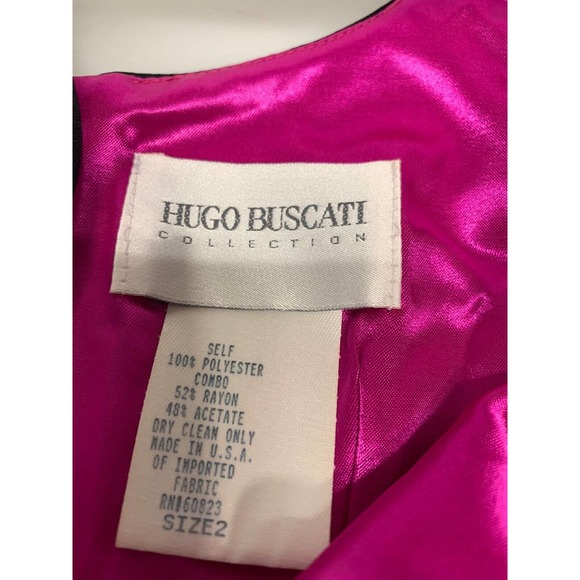 HUGO BUSCATI
COLLECTION
SELF
100% POLYESTER
COMBO
52% RAYON
48% ACETATE
DRY CLEAN ONLY
MADE IN U.S.A.
OF IMPORTED
FABRIC
RN#60823
SIZE2